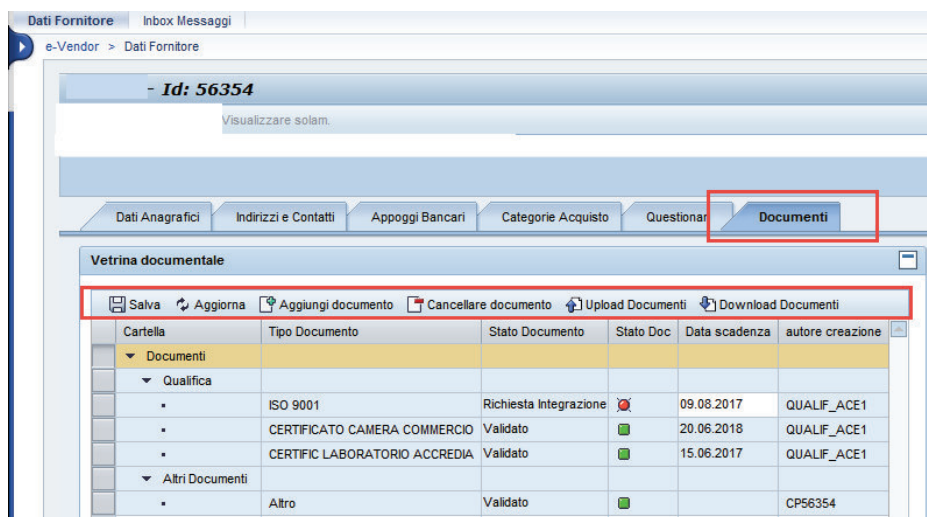 Dati Fornitore Inbox Messaggi
e-Vendor > Dati Fornitore
- Id: 56354
Visualizzare solam.
Dati Anagrafici Indirizzi e Contatti Appoggi Bancari Categorie Acquisto Questionar Documenti
Vetrina documentale
Salva Aggiorna Aggiungi documento Cancellare documento Upload Documenti Download Documenti
Cartella Tipo Documento Stato Documento Stato Doc Data scadenza autore creazione
Documenti
Qualifica
ISO 9001 Richiesta Integrazione 09.08.2017 QUALIF_ACE1
CERTIFICATO CAMERA COMMERCIO Validato 20.06.2018 QUALIF_ACE1
CERTIFIC LABORATORIO ACCREDIA Validato 15.06.2017 QUALIF_ACE1
Altri Documenti
Altro Validato CP56354